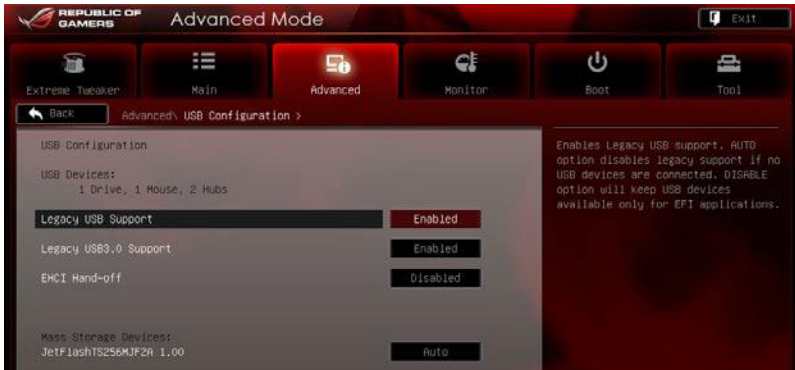 REPUBLIC OF
GAMERS
Advanced Mode
Exit
Extreme Tweaker
Main
Advanced
Monitor
Boot
Tool
Back
Advanced\ USB Configuration >
USB Configuration
USB Devices:
1 Drive, 1 Mouse, 2 Hubs
Legacy USB Support Enabled
Legacy USB3.0 Support Enabled
EHCI Hand-off Disabled
Mass Storage Devices:
JetFlashTS256MJF2A 1.00 Auto
Enables Legacy USB support. AUTO
option disables legacy support if no
USB devices are connected. DISABLE
option will keep USB devices
available only for EFI applications.